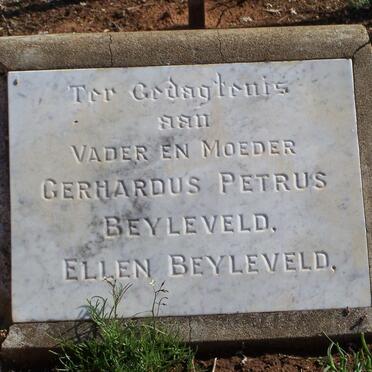 Ter Gedagtenis
aan
VADER EN MOEDER
GERHARDUS PETRUS
BEYLEVELD.
ELLEN BEYLEVELD.